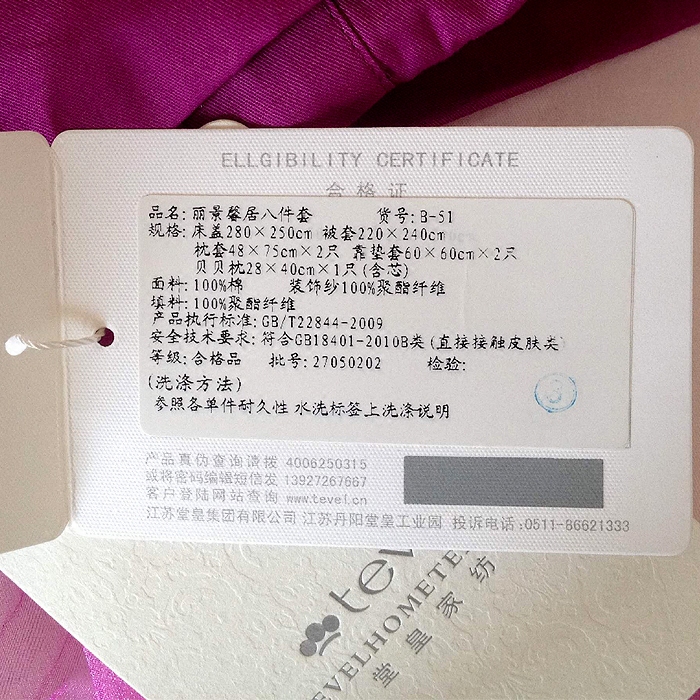 ELLGIBILITY CERTIFICATE
合格证
品名: 丽景馨居八件套 货号: B-51
规格: 床盖280×250cm 被套220×240cm
枕套48×75cm×2只 靠垫套60×60cm×2只
贝贝枕28×40cm×1只(含芯)
面料: 100%棉 装饰纱100%聚酯纤维
填料: 100%聚酯纤维
产品执行标准: GB/T22844-2009
安全技术要求: 符合GB18401-2010B类 (直接接触皮肤类)
等级: 合格品 批号: 27050202 检验:
(洗涤方法)
参照各单件耐久性 水洗标签上洗涤说明
产品真伪查询请拨 4006250315
或将密码编辑短信发 13927267667
客户登陆网站查询 www.tevel.cn
江苏堂皇集团有限公司 江苏丹阳堂皇工业园 投诉电话:0511-86621333
tev
TEVELHOMETEX
堂皇家纺